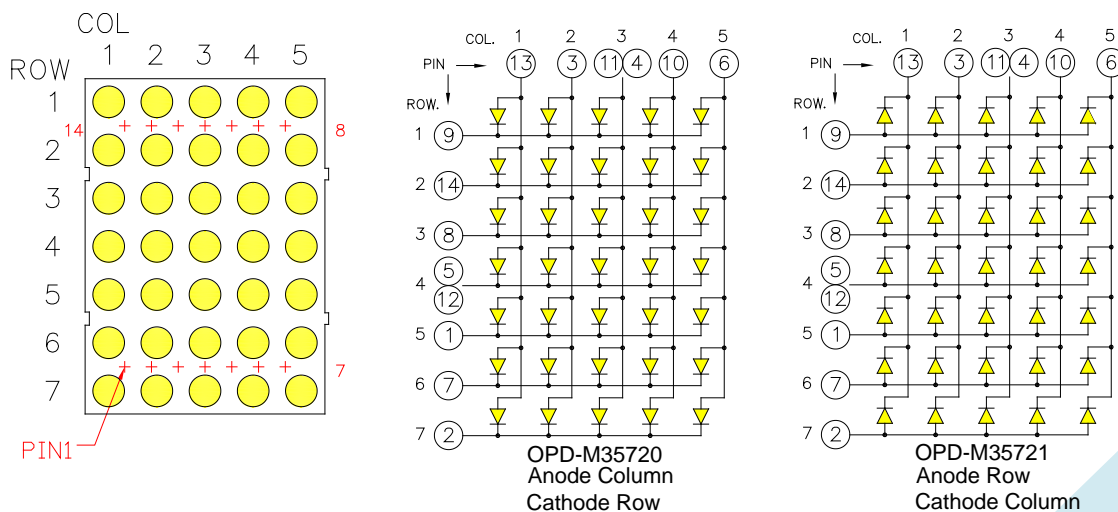 COL
1 2 3 4 5
ROW
1
14 8
2
3
4
5
6
7
7
PIN1
COL. 1 2 3 4 5
PIN 13 3 11 4 10 6
ROW.
1 9
2 14
3 8
5
4
12
5 1
6 7
7 2
OPD-M35720
Anode Column
Cathode Row
COL. 1 2 3 4 5
PIN 13 3 11 4 10 6
ROW.
1 9
2 14
3 8
5
4
12
5 1
6 7
7 2
OPD-M35721
Anode Row
Cathode Column